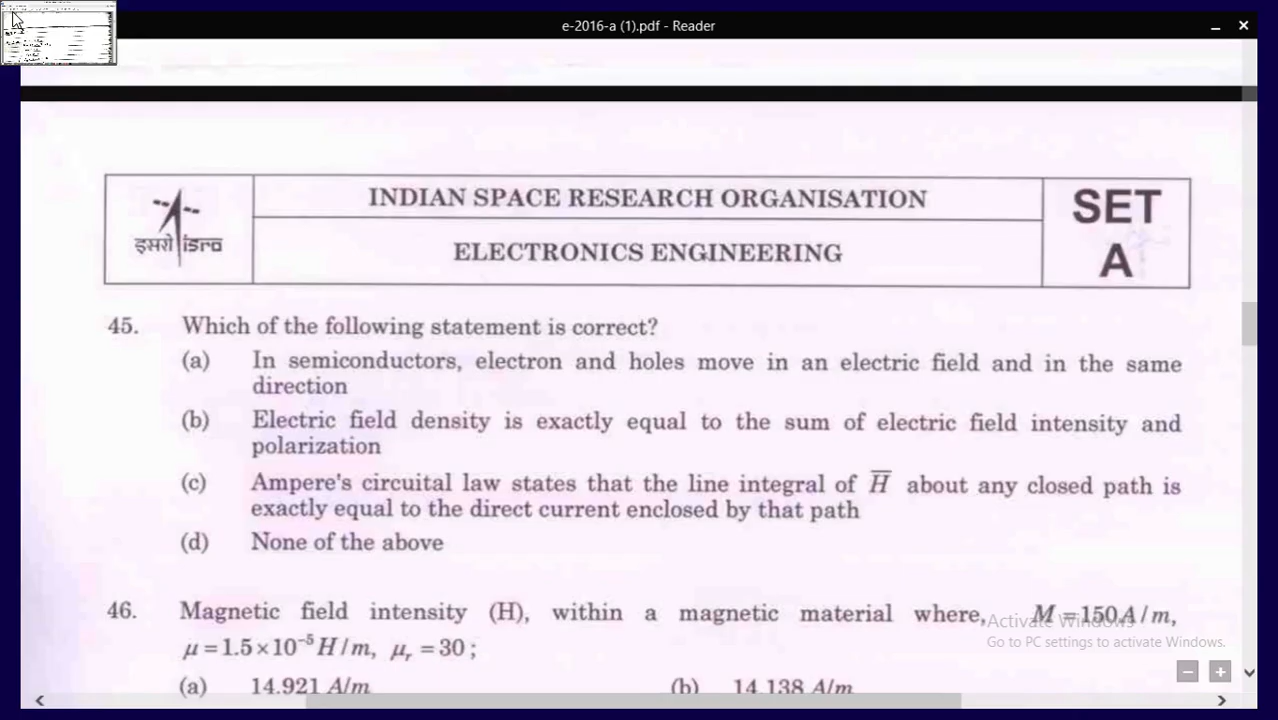 e-2016-a (1).pdf - Reader
INDIAN SPACE RESEARCH ORGANISATION
SET
A
इसरो isro
ELECTRONICS ENGINEERING
45. Which of the following statement is correct?
(a) In semiconductors, electron and holes move in an electric field and in the same
direction
(b) Electric field density is exactly equal to the sum of electric field intensity and
polarization
(c) Ampere's circuital law states that the line integral of H̅ about any closed path is
exactly equal to the direct current enclosed by that path
(d) None of the above
46. Magnetic field intensity (H), within a magnetic material where, M = 150 A/m,
μ = 1.5 × 10⁻⁵ H/m, μᵣ = 30 ;
Activate Windows
Go to PC settings to activate Windows.
(a) 14.921 A/m (b) 14.138 A/m